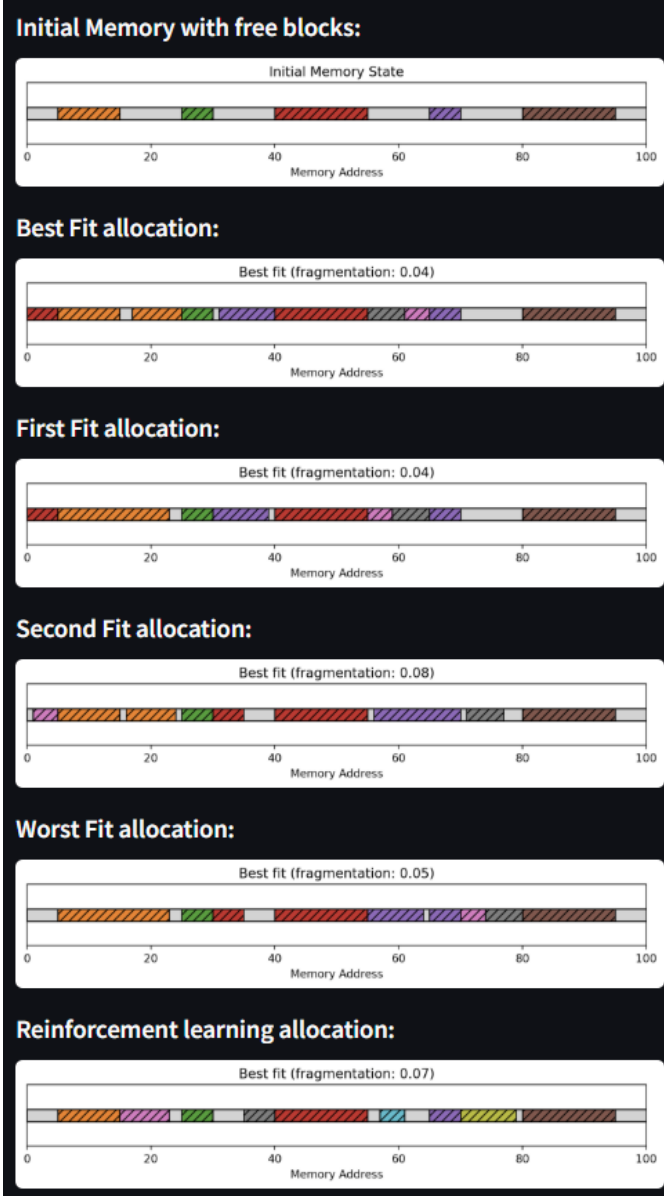 Initial Memory with free blocks:
Initial Memory State
0 20 40 60 80 100
Memory Address
Best Fit allocation:
Best fit (fragmentation: 0.04)
0 20 40 60 80 100
Memory Address
First Fit allocation:
Best fit (fragmentation: 0.04)
0 20 40 60 80 100
Memory Address
Second Fit allocation:
Best fit (fragmentation: 0.08)
0 20 40 60 80 100
Memory Address
Worst Fit allocation:
Best fit (fragmentation: 0.05)
0 20 40 60 80 100
Memory Address
Reinforcement learning allocation:
Best fit (fragmentation: 0.07)
0 20 40 60 80 100
Memory Address